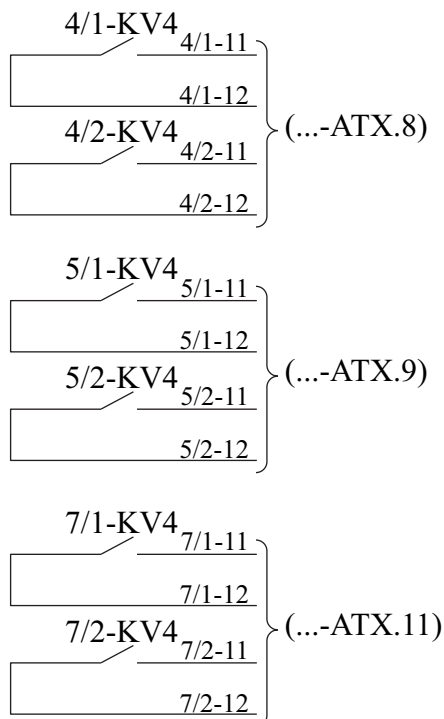 4/1-KV4
4/1-11
4/1-12
(...-ATX.8)
4/2-KV4
4/2-11
4/2-12
5/1-KV4
5/1-11
5/1-12
(...-ATX.9)
5/2-KV4
5/2-11
5/2-12
7/1-KV4
7/1-11
7/1-12
(...-ATX.11)
7/2-KV4
7/2-11
7/2-12